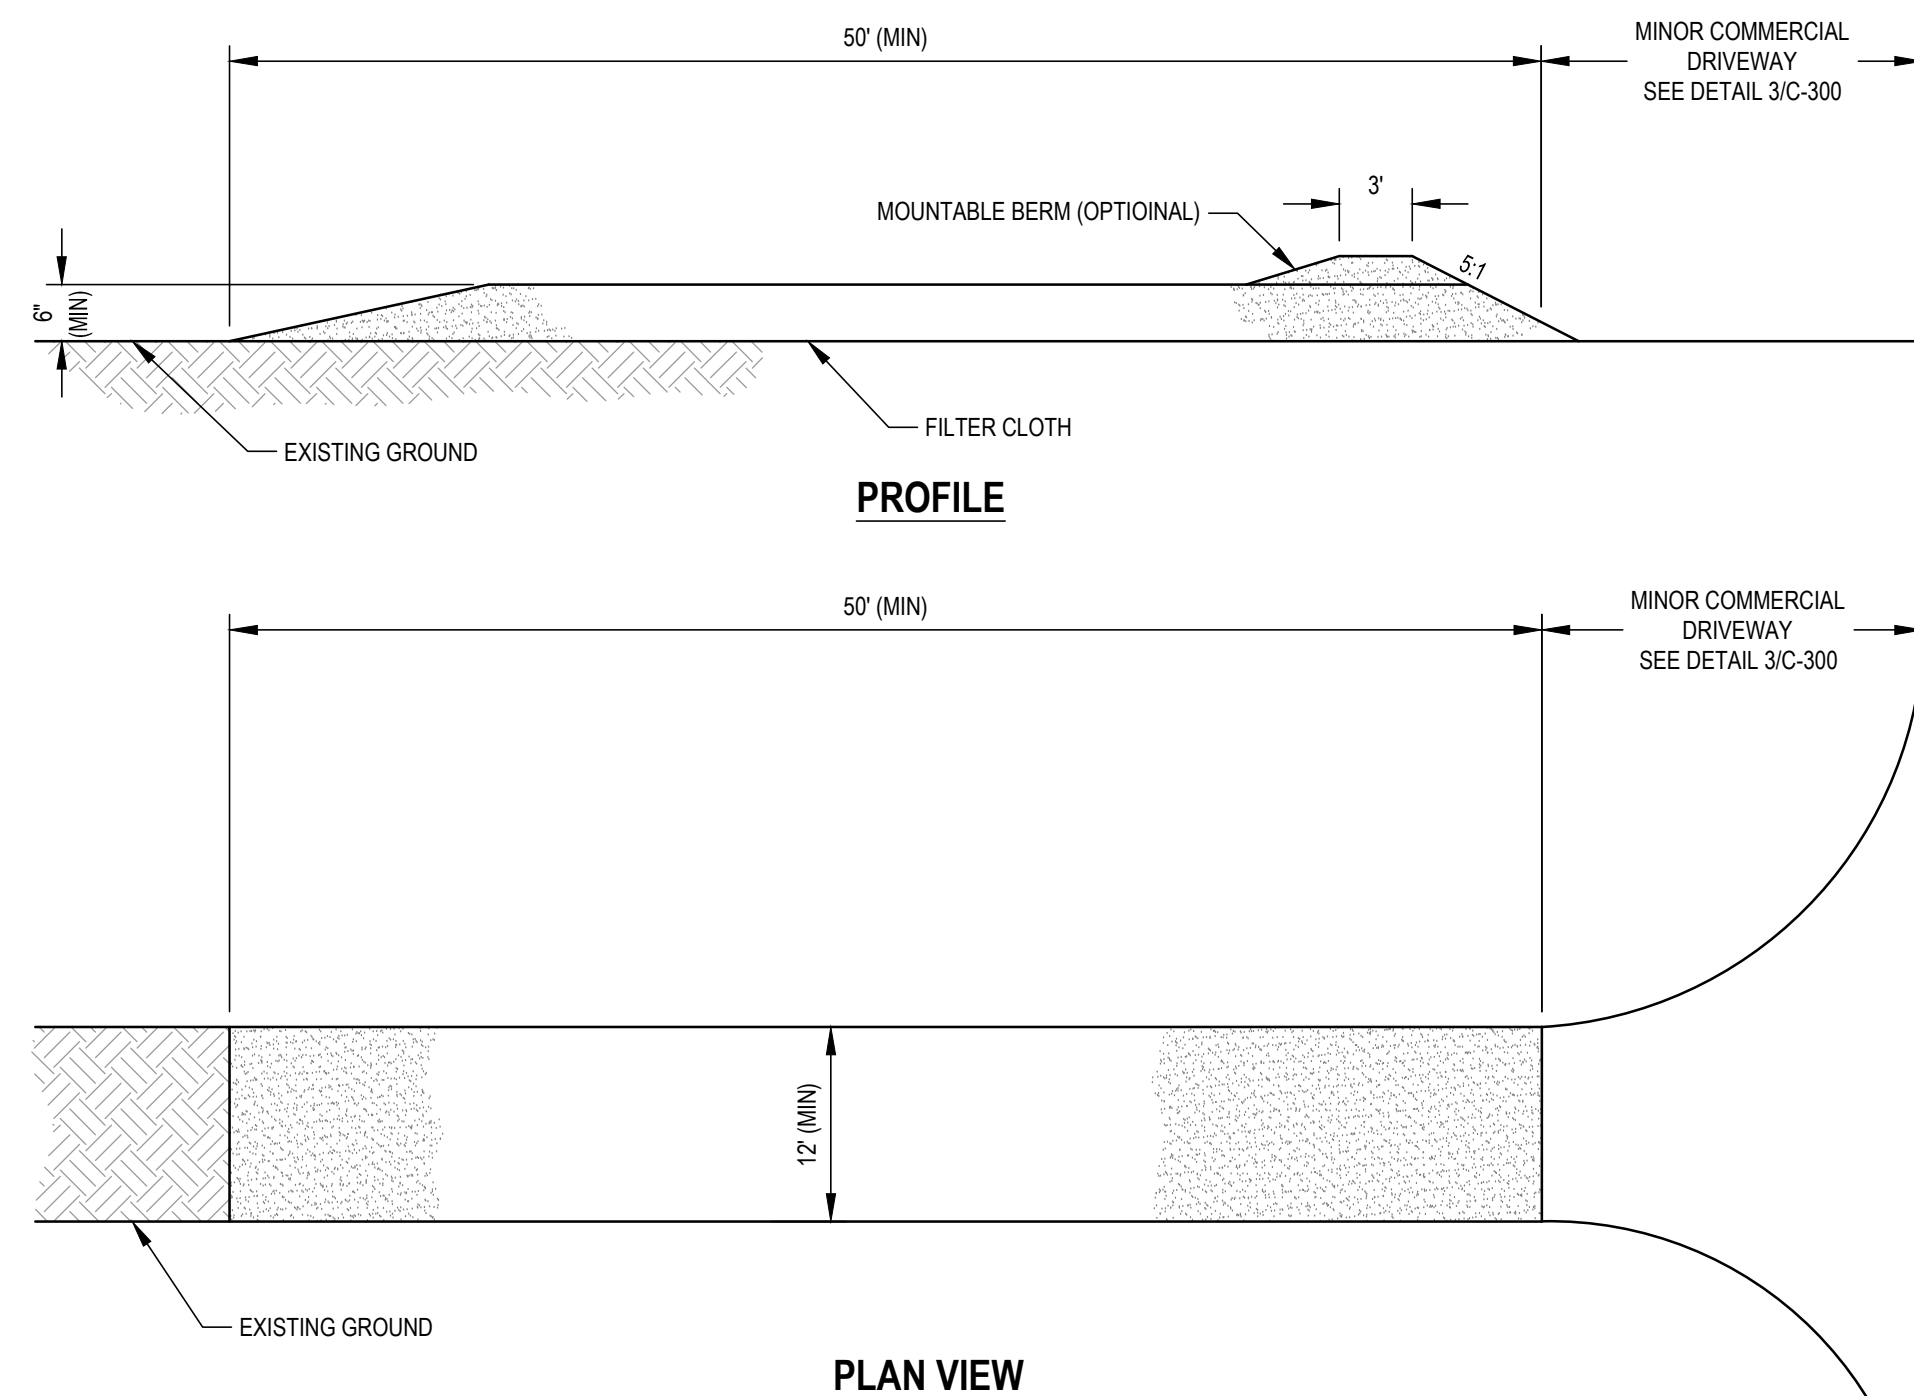 50' (MIN)
MINOR COMMERCIAL
DRIVEWAY
SEE DETAIL 3/C-300
3'
MOUNTABLE BERM (OPTIOINAL)
5:1
6"
(MIN)
FILTER CLOTH
EXISTING GROUND
PROFILE
50' (MIN)
MINOR COMMERCIAL
DRIVEWAY
SEE DETAIL 3/C-300
12' (MIN)
EXISTING GROUND
PLAN VIEW